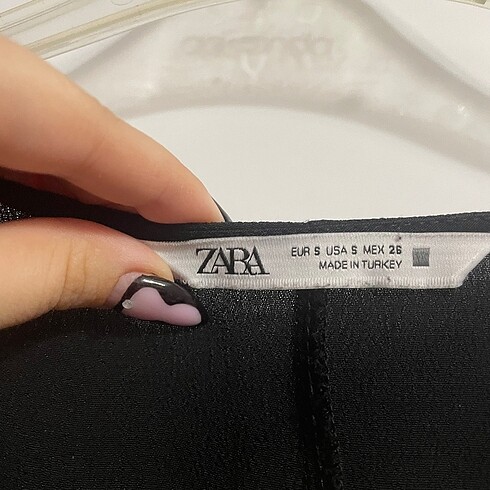 ZARA
EUR S USA S MEX 26
MADE IN TURKEY